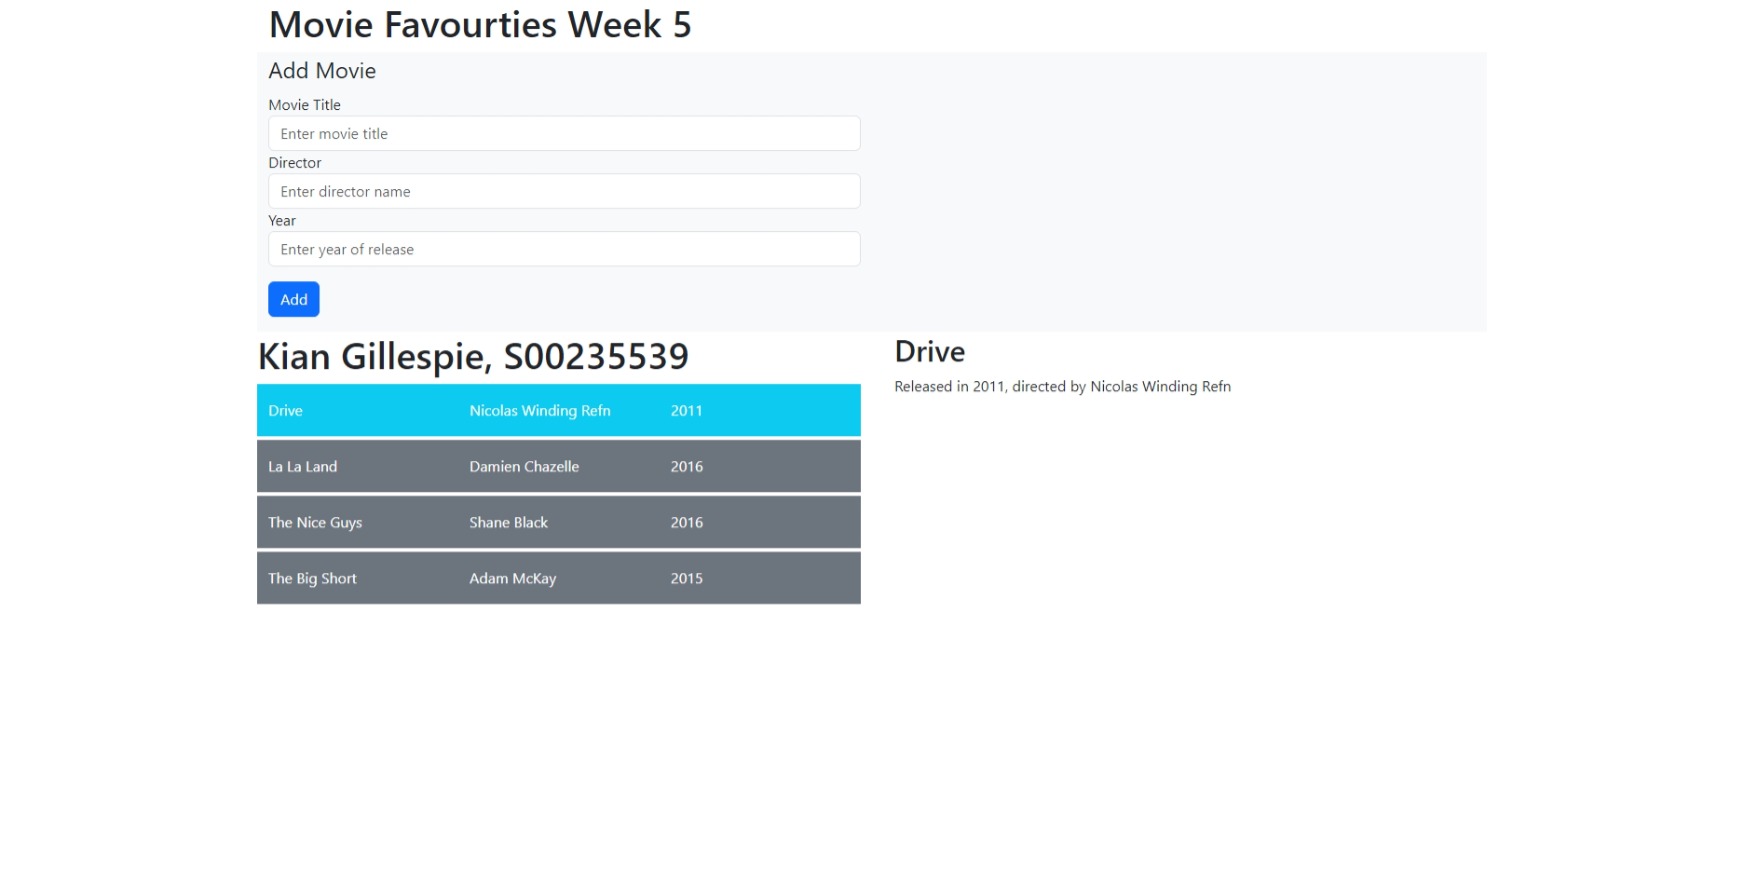 Movie Favourties Week 5
Add Movie
Movie Title
Enter movie title
Director
Enter director name
Year
Enter year of release
Add
Kian Gillespie, S00235539
Drive Nicolas Winding Refn 2011
La La Land Damien Chazelle 2016
The Nice Guys Shane Black 2016
The Big Short Adam McKay 2015
Drive
Released in 2011, directed by Nicolas Winding Refn